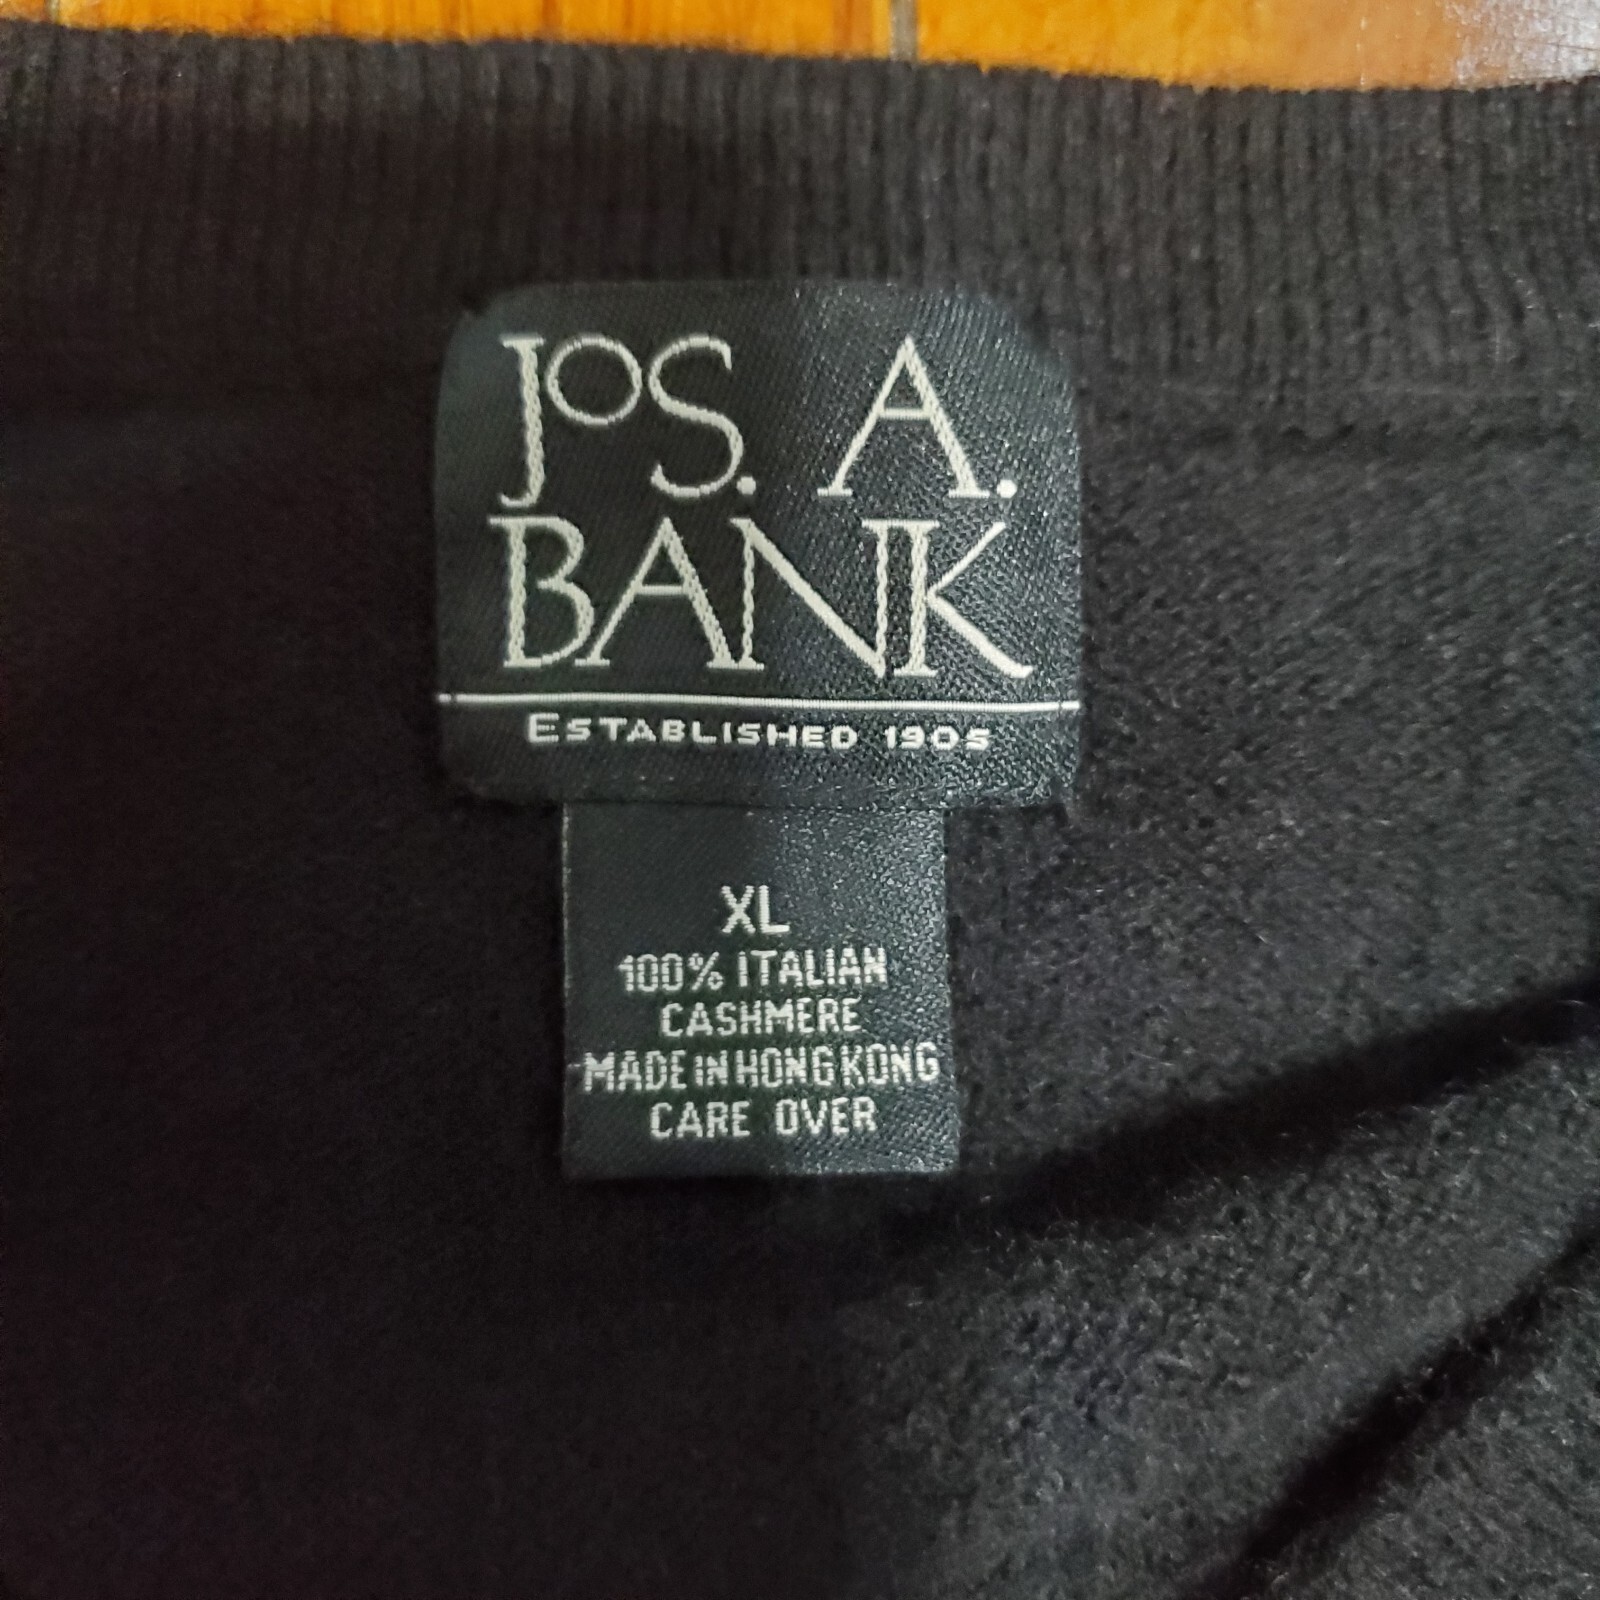 JOS. A.
BANK
ESTABLISHED 1905
XL
100% ITALIAN
CASHMERE
MADE IN HONG KONG
CARE OVER